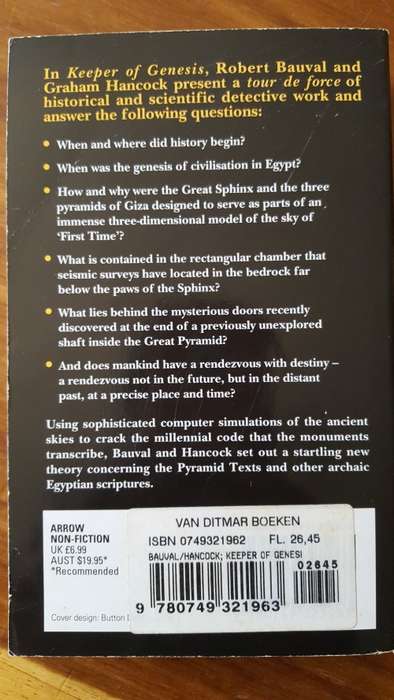 In Keeper of Genesis, Robert Bauval and
Graham Hancock present a tour de force of
historical and scientific detective work and
answer the following questions:
• When and where did history begin?
• When was the genesis of civilisation in Egypt?
• How and why were the Great Sphinx and the three
pyramids of Giza designed to serve as parts of an
immense three-dimensional model of the sky of
'First Time'?
• What is contained in the rectangular chamber that
seismic surveys have located in the bedrock far
below the paws of the Sphinx?
• What lies behind the mysterious doors recently
discovered at the end of a previously unexplored
shaft inside the Great Pyramid?
• And does mankind have a rendezvous with destiny –
a rendezvous not in the future, but in the distant
past, at a precise place and time?
Using sophisticated computer simulations of the ancient
skies to crack the millennial code that the monuments
transcribe, Bauval and Hancock set out a startling new
theory concerning the Pyramid Texts and other archaic
Egyptian scriptures.
ARROW
NON-FICTION
UK £6.99
AUST $19.95*
*Recommended
Cover design: Button
VAN DITMAR BOEKEN
ISBN 0749321962 FL. 26,45
BAUVAL/HANCOCK; KEEPER OF GENESI
02645
9 780749 321963